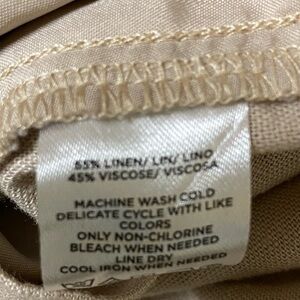 55% LINEN/ LIN/ LINO
45% VISCOSE/ VISCOSA
MACHINE WASH COLD
DELICATE CYCLE WITH LIKE
COLORS
ONLY NON-CHLORINE
BLEACH WHEN NEEDED
LINE DRY
COOL IRON WHEN NEEDED